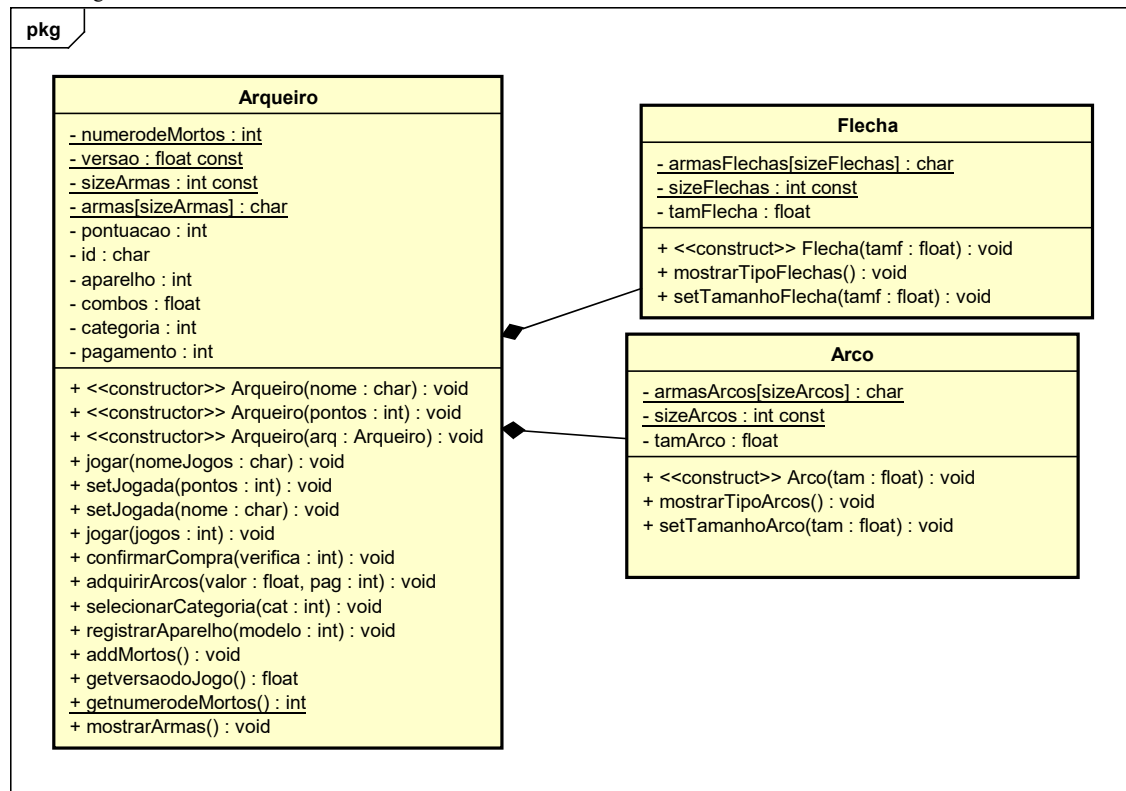 pkg
Arqueiro
- numerodeMortos : int
- versao : float const
- sizeArmas : int const
- armas[sizeArmas] : char
- pontuacao : int
- id : char
- aparelho : int
- combos : float
- categoria : int
- pagamento : int
+ <<constructor>> Arqueiro(nome : char) : void
+ <<constructor>> Arqueiro(pontos : int) : void
+ <<constructor>> Arqueiro(arq : Arqueiro) : void
+ jogar(nomeJogos : char) : void
+ setJogada(pontos : int) : void
+ setJogada(nome : char) : void
+ jogar(jogos : int) : void
+ confirmarCompra(verifica : int) : void
+ adquirirArcos(valor : float, pag : int) : void
+ selecionarCategoria(cat : int) : void
+ registrarAparelho(modelo : int) : void
+ addMortos() : void
+ getversaodoJogo() : float
+ getnumerodeMortos() : int
+ mostrarArmas() : void
Flecha
- armasFlechas[sizeFlechas] : char
- sizeFlechas : int const
- tamFlecha : float
+ <<construct>> Flecha(tamf : float) : void
+ mostrarTipoFlechas() : void
+ setTamanhoFlecha(tamf : float) : void
Arco
- armasArcos[sizeArcos] : char
- sizeArcos : int const
- tamArco : float
+ <<construct>> Arco(tam : float) : void
+ mostrarTipoArcos() : void
+ setTamanhoArco(tam : float) : void